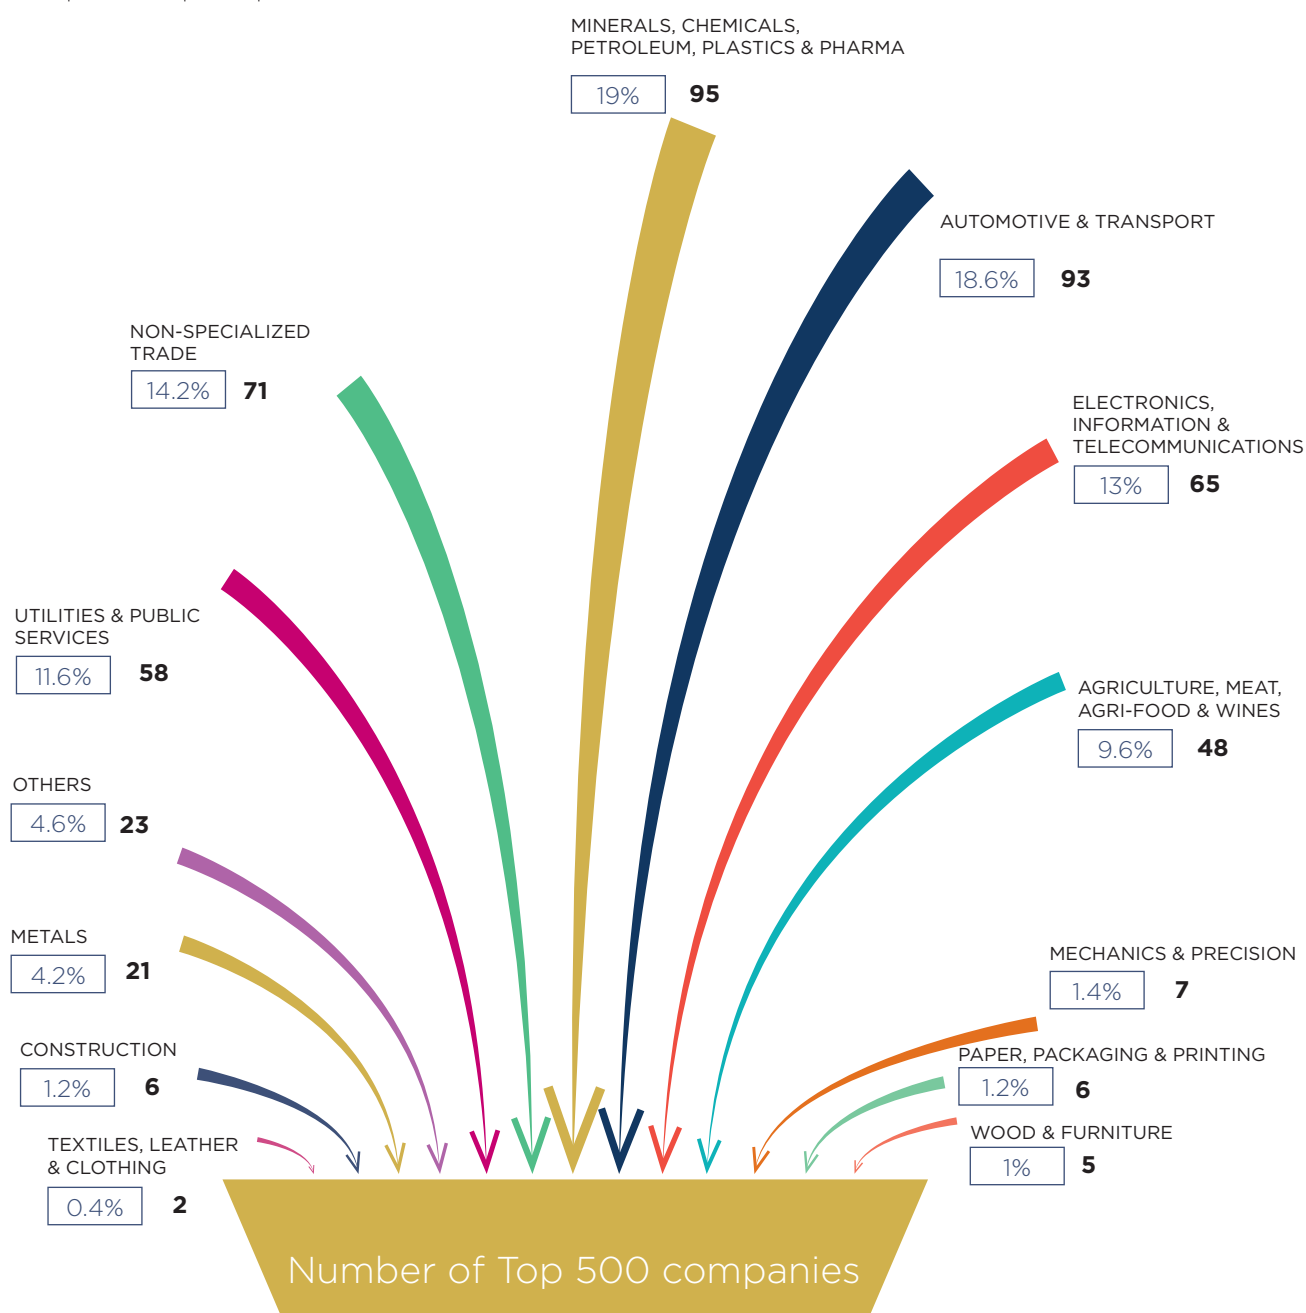 MINERALS, CHEMICALS,
PETROLEUM, PLASTICS & PHARMA
19% 95
AUTOMOTIVE & TRANSPORT
18.6% 93
NON-SPECIALIZED
TRADE
14.2% 71
ELECTRONICS,
INFORMATION &
TELECOMMUNICATIONS
13% 65
UTILITIES & PUBLIC
SERVICES
11.6% 58
AGRICULTURE, MEAT,
AGRI-FOOD & WINES
9.6% 48
OTHERS
4.6% 23
METALS
4.2% 21
MECHANICS & PRECISION
1.4% 7
CONSTRUCTION
1.2% 6
PAPER, PACKAGING & PRINTING
1.2% 6
TEXTILES, LEATHER
& CLOTHING
0.4% 2
WOOD & FURNITURE
1% 5
Number of Top 500 companies